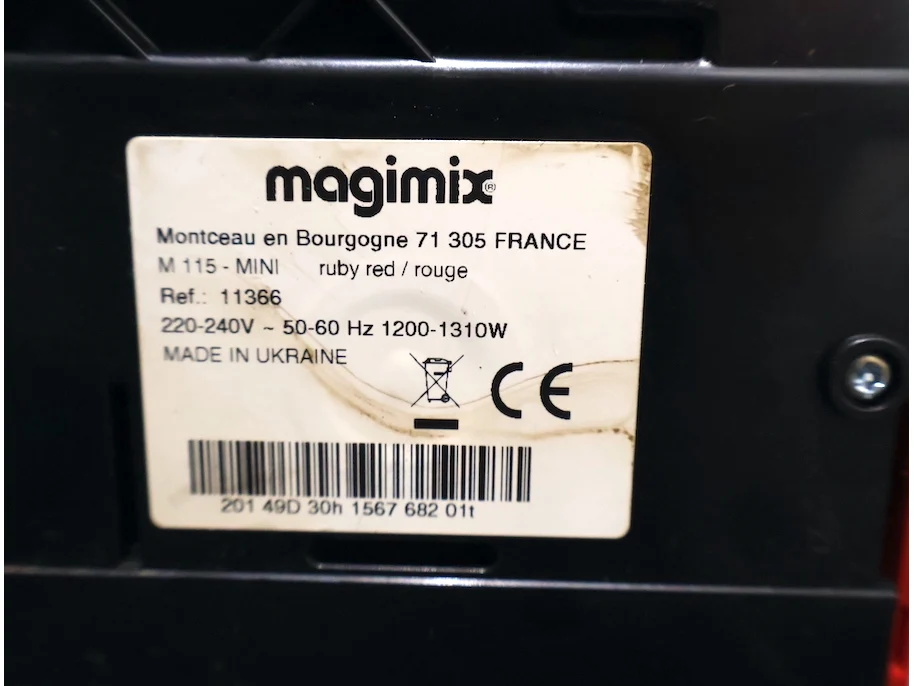 magimix®
Montceau en Bourgogne 71 305 FRANCE
M 115 - MINI ruby red / rouge
Ref.: 11366
220-240V ~ 50-60 Hz 1200-1310W
MADE IN UKRAINE
CE
201 49D 30h 1567 682 01t